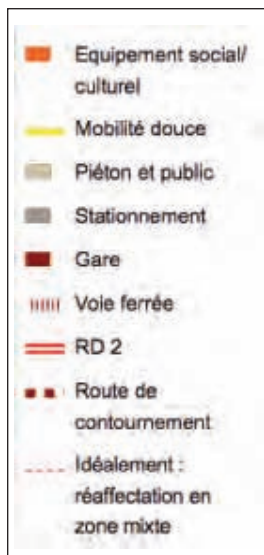 Equipement social/
culturel
Mobilité douce
Piéton et public
Stationnement
Gare
Voie ferrée
RD 2
Route de
contournement
Idéalement :
réaffectation en
zone mixte